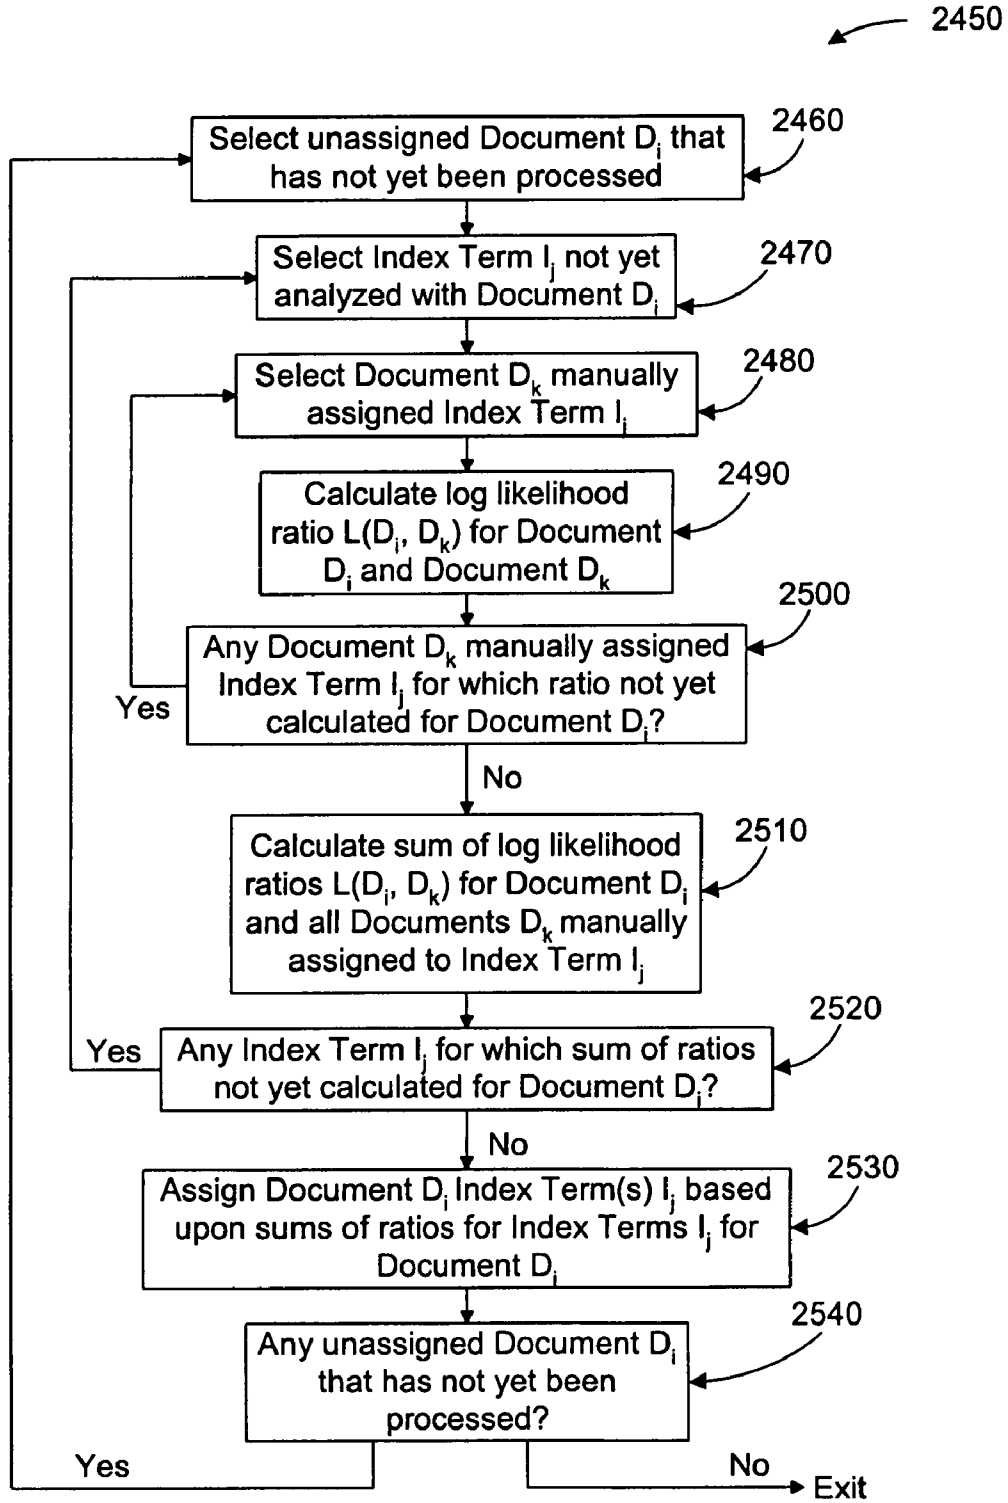 2450
Select unassigned Document Di that
has not yet been processed
2460
Select Index Term Ij not yet
analyzed with Document Di
2470
Select Document Dk manually
assigned Index Term Ij
2480
Calculate log likelihood
ratio L(Di, Dk) for Document
Di and Document Dk
2490
Any Document Dk manually assigned
Index Term Ij for which ratio not yet
calculated for Document Di?
2500
Yes
No
Calculate sum of log likelihood
ratios L(Di, Dk) for Document Di
and all Documents Dk manually
assigned to Index Term Ij
2510
Any Index Term Ij for which sum of ratios
not yet calculated for Document Di?
2520
Yes
No
Assign Document Di Index Term(s) Ij based
upon sums of ratios for Index Terms Ij for
Document Di
2530
Any unassigned Document Di
that has not yet been
processed?
2540
Yes
No
Exit